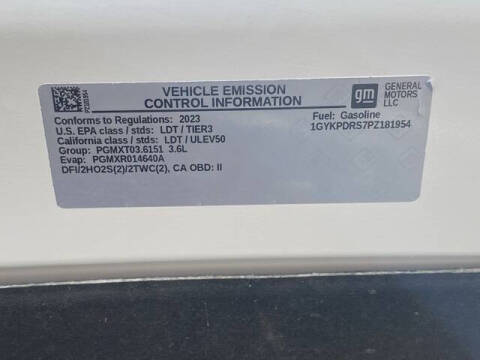 VEHICLE EMISSION
CONTROL INFORMATION
gm
GENERAL
MOTORS
LLC
Conforms to Regulations: 2023
U.S. EPA class / stds: LDT / TIER3
California class / stds: LDT / ULEV50
Group: PGMXT03.6151 3.6L
Evap: PGMXR014640A
DFI/2HO2S(2)/2TWC(2), CA OBD: II
Fuel: Gasoline
1GYKPDRS7PZ181954
PZ181954